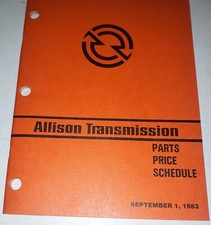 Allison Transmission
PARTS
PRICE
SCHEDULE
SEPTEMBER 1, 1983